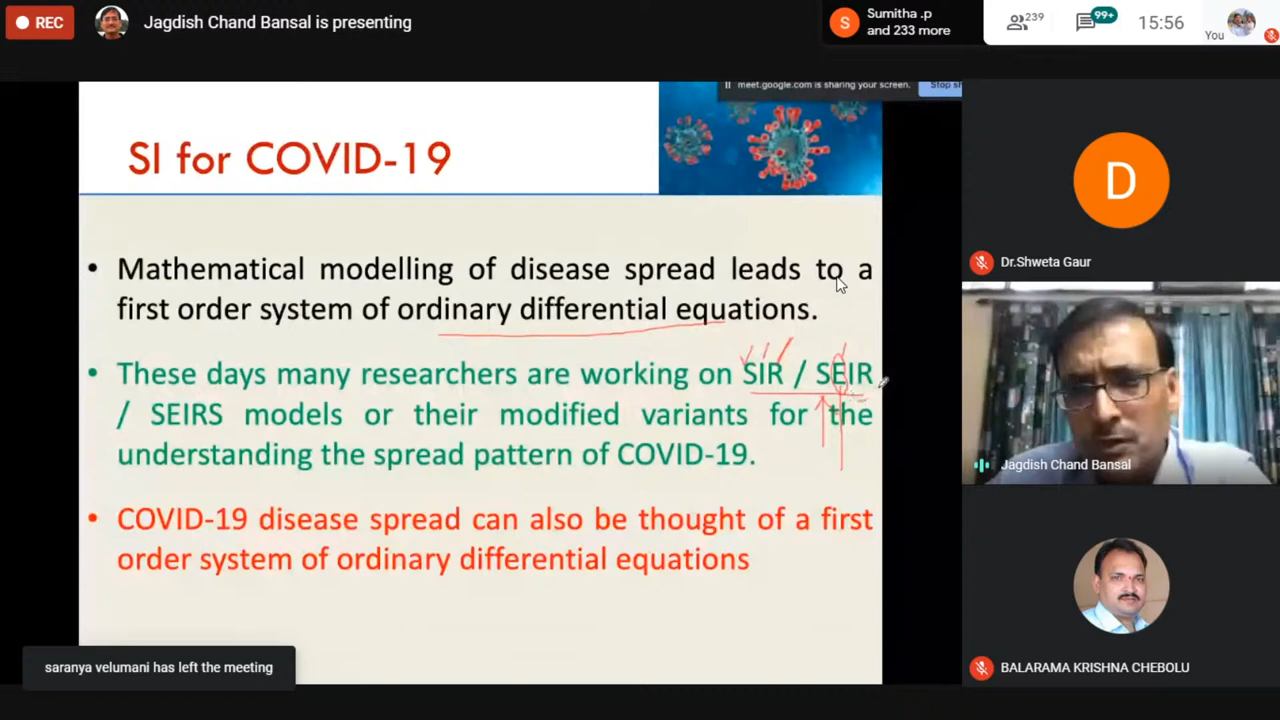 REC
Jagdish Chand Bansal is presenting
S
Sumitha .p
and 233 more
239
99+
15:56
You
meet.google.com is sharing your screen.
Stop sh
SI for COVID-19
• Mathematical modelling of disease spread leads to a
first order system of ordinary differential equations.
• These days many researchers are working on SIR / SEIR
/ SEIRS models or their modified variants for the
understanding the spread pattern of COVID-19.
• COVID-19 disease spread can also be thought of a first
order system of ordinary differential equations
D
Dr.Shweta Gaur
Jagdish Chand Bansal
BALARAMA KRISHNA CHEBOLU
saranya velumani has left the meeting